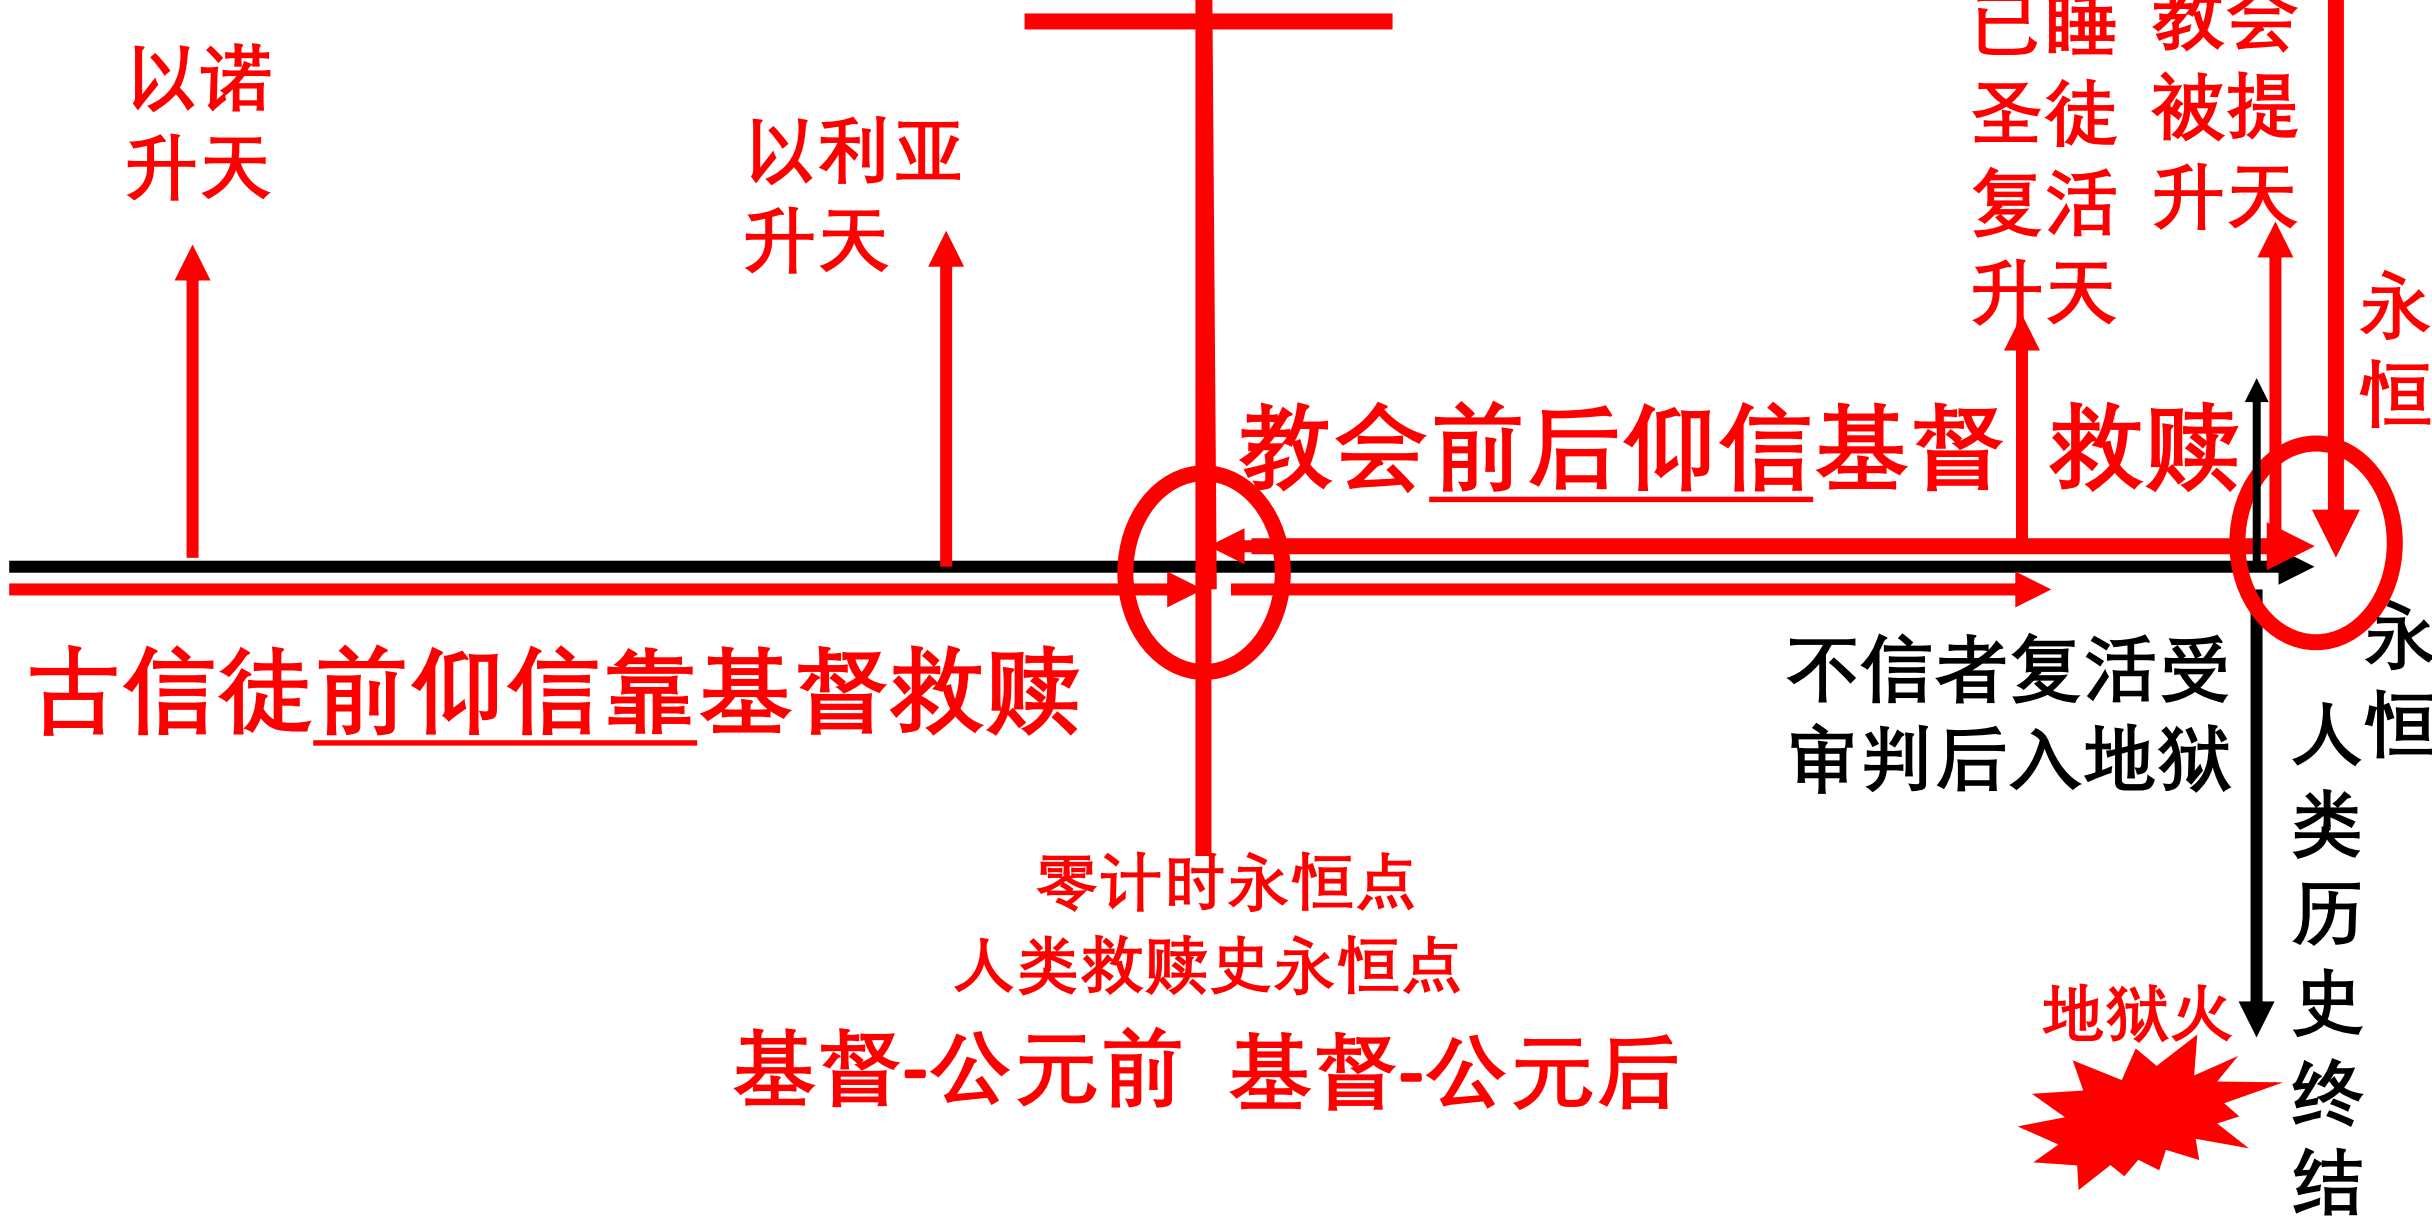 以诺
升天
以利亚
升天
已睡
圣徒
复活
升天
教会
被提
升天
永
恒
教会前后仰信基督 救赎
古信徒前仰信靠基督救赎
不信者复活受
审判后入地狱
永
恒
人
类
历
史
终
结
零计时永恒点
人类救赎史永恒点
基督-公元前 基督-公元后
地狱火